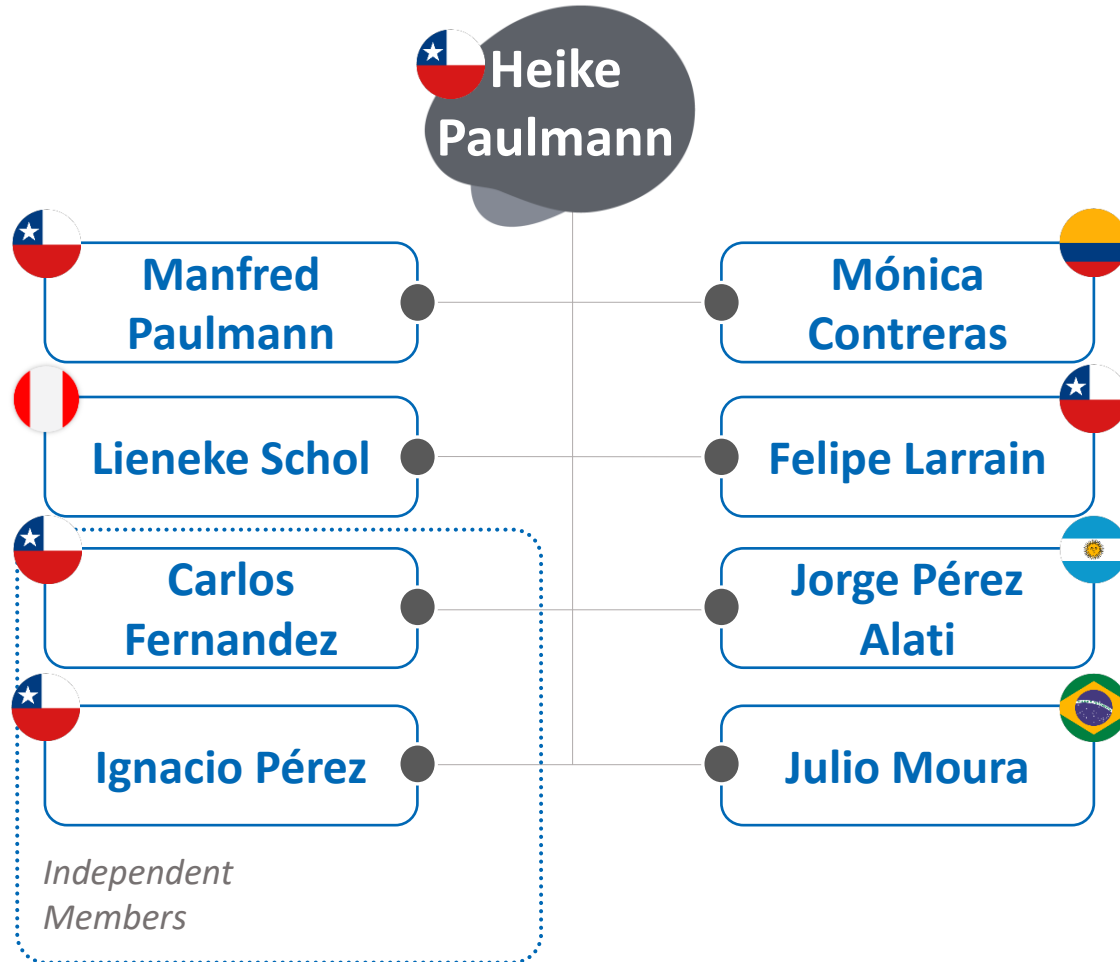 Heike
Paulmann
Manfred
Paulmann
Mónica
Contreras
Lieneke Schol
Felipe Larrain
Carlos
Fernandez
Jorge Pérez
Alati
Ignacio Pérez
Julio Moura
Independent
Members